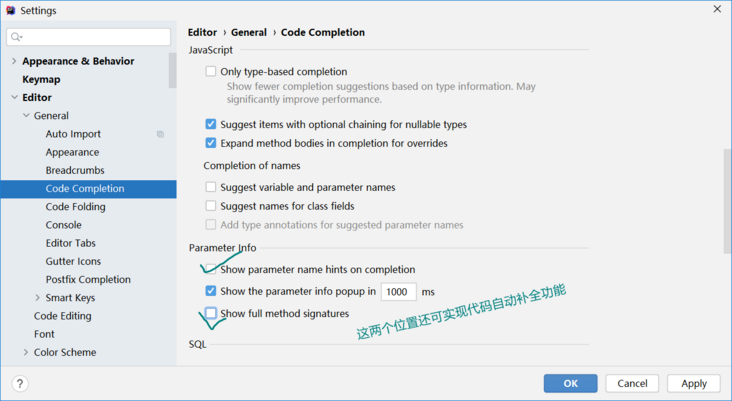 Settings
Editor › General › Code Completion
Appearance & Behavior
Keymap
Editor
General
Auto Import
Appearance
Breadcrumbs
Code Completion
Code Folding
Console
Editor Tabs
Gutter Icons
Postfix Completion
Smart Keys
Code Editing
Font
Color Scheme
JavaScript
Only type-based completion
Show fewer completion suggestions based on type information. May
significantly improve performance.
Suggest items with optional chaining for nullable types
Expand method bodies in completion for overrides
Completion of names
Suggest variable and parameter names
Suggest names for class fields
Add type annotations for suggested parameter names
Parameter Info
Show parameter name hints on completion
Show the parameter info popup in 1000 ms
Show full method signatures
这两个位置还可实现代码自动补全功能
SQL
?
OK
Cancel
Apply